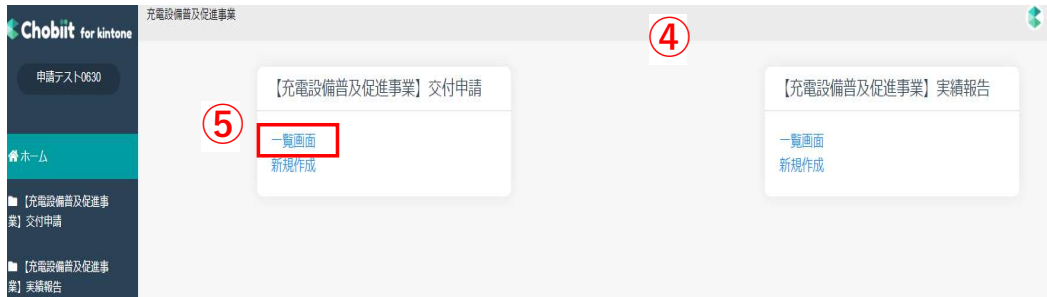 Chobiit for kintone
充電設備普及促進事業
④
申請テスト0630
【充電設備普及促進事業】交付申請
【充電設備普及促進事業】実績報告
⑤
一覧画面
新規作成
一覧画面
新規作成
ホーム
【充電設備普及促進事
業】交付申請
【充電設備普及促進事
業】実績報告